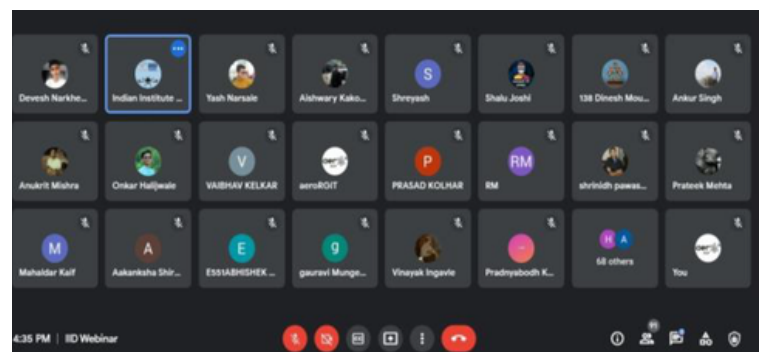 Devesh Narkhe...
Indian Institute ...
Yash Narsale
Aishwary Kako...
S
Shreyash
Shalu Joshi
138 Dinesh Mou...
Ankur Singh
Anukrit Mishra
Onkar Halijwale
V
VAIBHAV KELKAR
aeroRGIT
P
PRASAD KOLHAR
RM
RM
shrinidh pawas...
Prateek Mehta
M
Mahaldar Kaif
A
Aakanksha Shir...
E
E551ABHISHEK ...
g
gauravi Munge...
Vinayak Ingavle
Pradnyabodh K...
H A
68 others
You
4:35 PM | IID Webinar
91